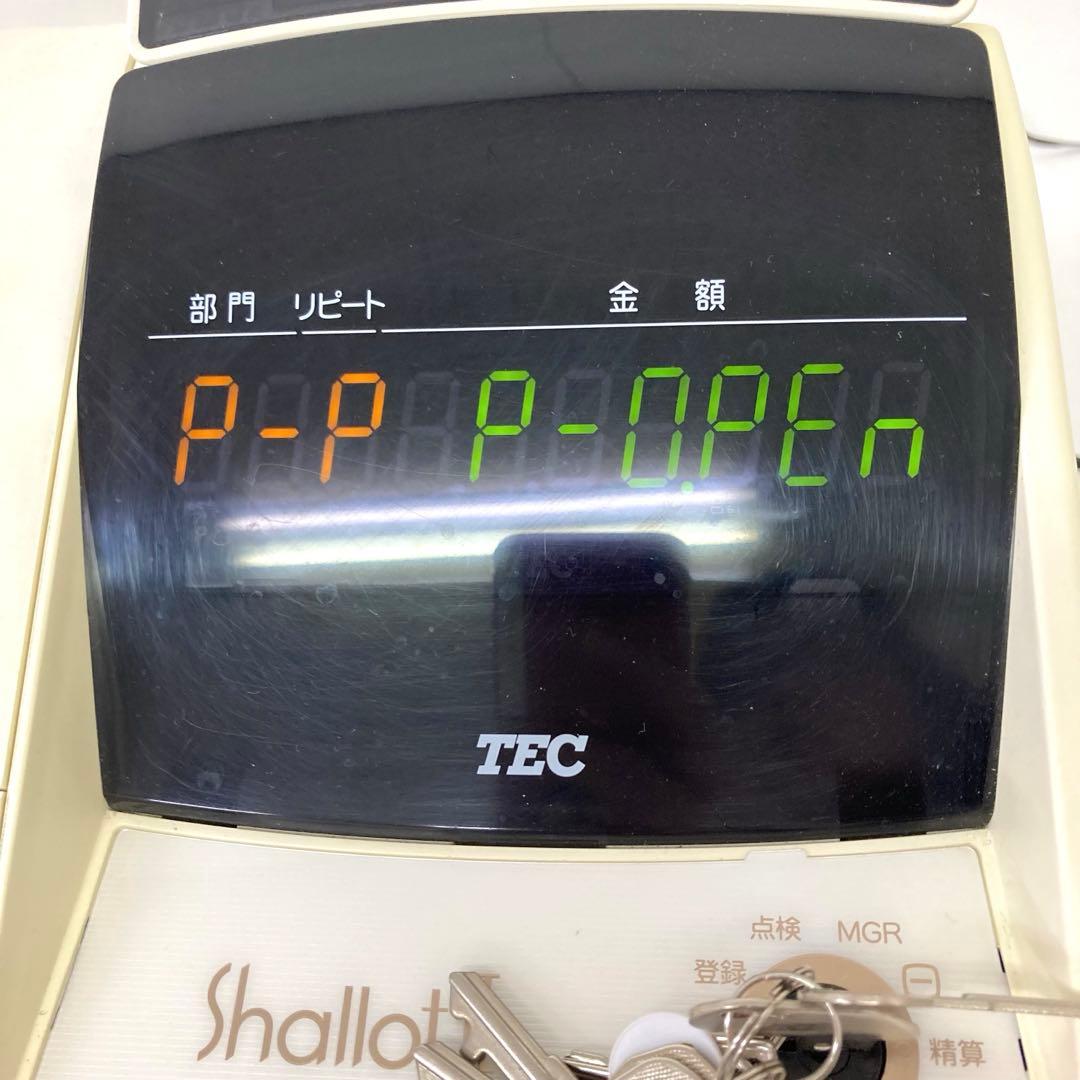 部門 リピート 金額
P-P P-0.PEn
TEC
点検 MGR
登録
Shallot
精算